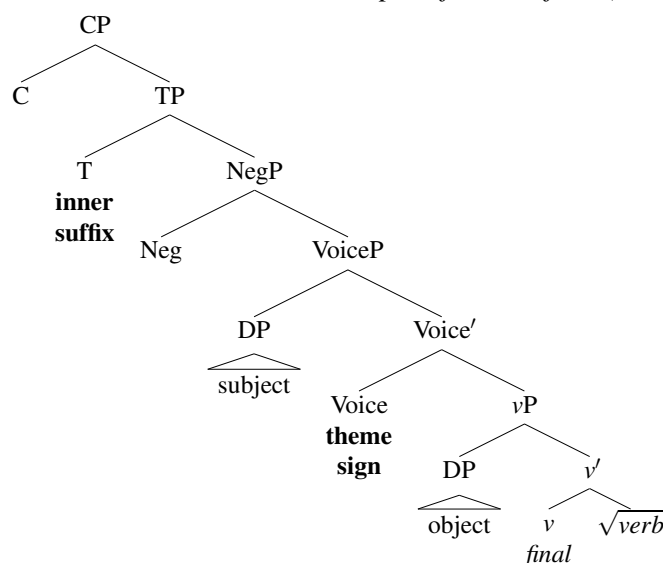 CP
C TP
T NegP
inner
suffix
Neg VoiceP
DP Voice′
subject
Voice vP
theme
sign
DP v′
object
v √verb
final